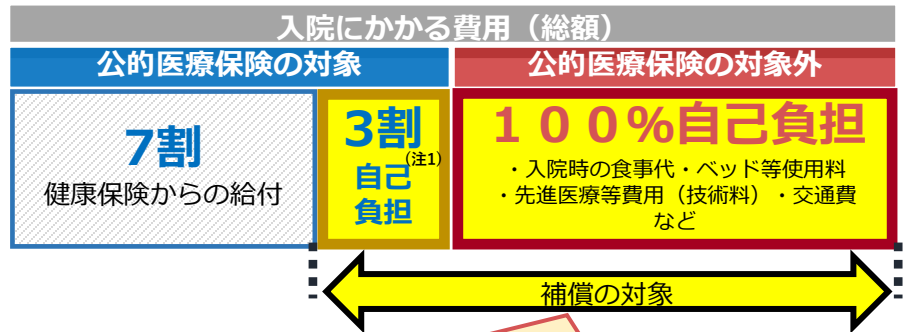 入院にかかる費用（総額）
公的医療保険の対象
公的医療保険の対象外
7割
健康保険からの給付
3割
(注1)
自己
負担
１００%自己負担
・入院時の食事代・ベッド等使用料
・先進医療等費用（技術料）・交通費
など
補償の対象